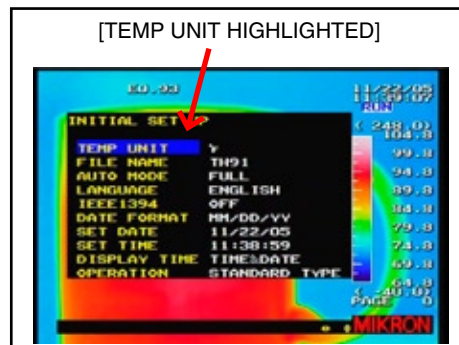 [TEMP UNIT HIGHLIGHTED]
11/22/05
RUN
INITIAL SET
TEMP UNIT
FILE NAME TH91
AUTO MODE FULL
LANGUAGE ENGLISH
IEEE1394 OFF
DATE FORMAT MM/DD/YY
SET DATE 11/22/05
SET TIME 11:38:59
DISPLAY TIME TIME&DATE
OPERATION STANDARD TYPE
104.8
99.8
94.8
89.8
84.8
79.8
74.8
69.8
64.8
PAGE 0
MIKRON